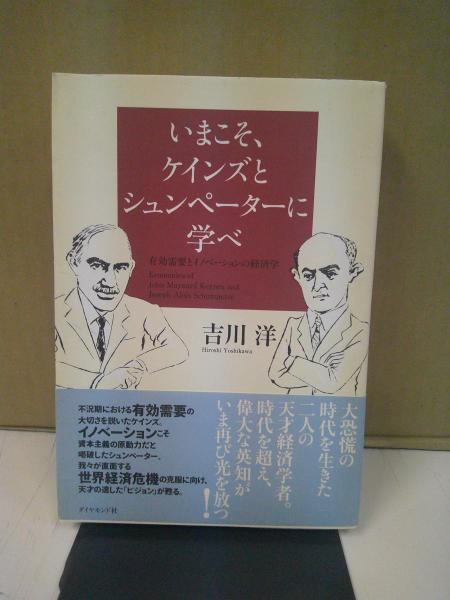 いまこそ、
ケインズと
シュンペーターに
学べ
有効需要とイノベーションの経済学
Economics of
John Maynard Keynes and
Joseph Alois Schumpeter
吉川 洋
Hiroshi Yoshikawa
大恐慌の
時代を生きた
二人の
天才経済学者。
時代を超え、
偉大な英知が
いま再び光を放つ!
不況期における有効需要の
大切さを説いたケインズ。
イノベーションこそ
資本主義の原動力だと
喝破したシュンペーター。
我々が直面する
世界経済危機の克服に向け、
天才の遺した「ビジョン」が甦る。
ダイヤモンド社